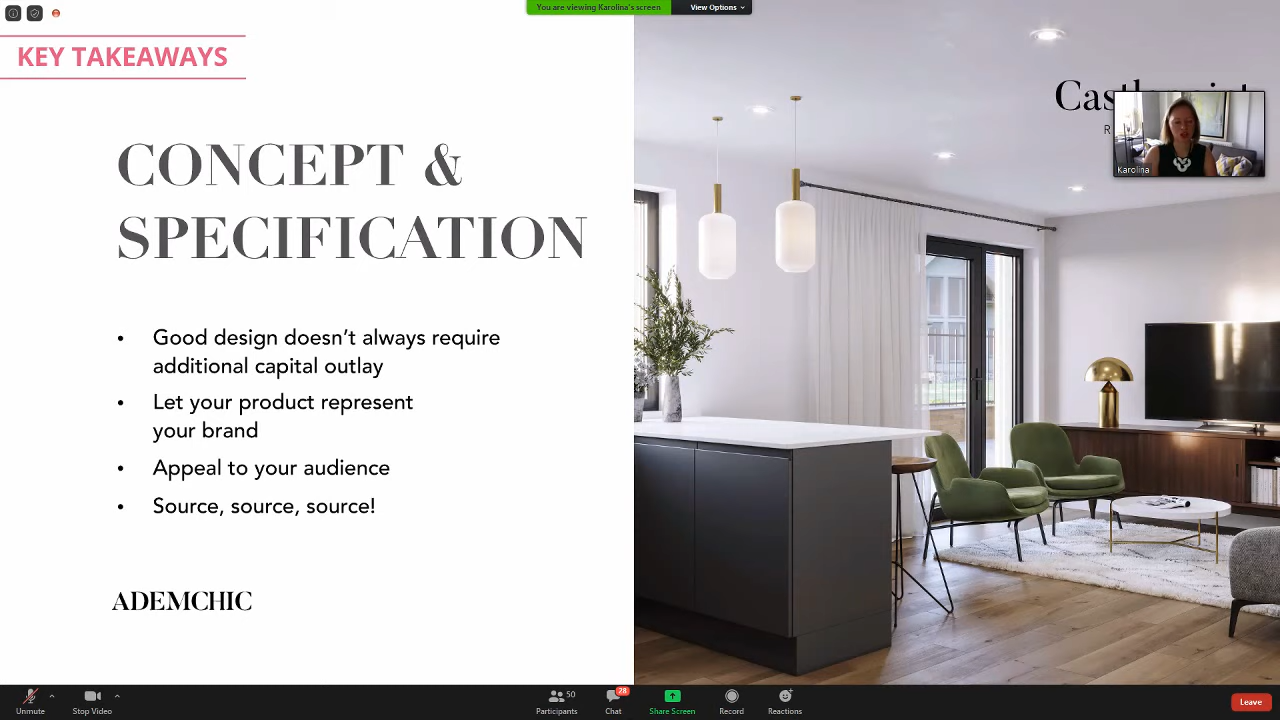 You are viewing Karolina's screen
View Options
KEY TAKEAWAYS
CONCEPT &
SPECIFICATION
• Good design doesn’t always require
additional capital outlay
• Let your product represent
your brand
• Appeal to your audience
• Source, source, source!
ADEMCHIC
Karolina
Unmute
Stop Video
50
Participants
28
Chat
Share Screen
Record
Reactions
Leave